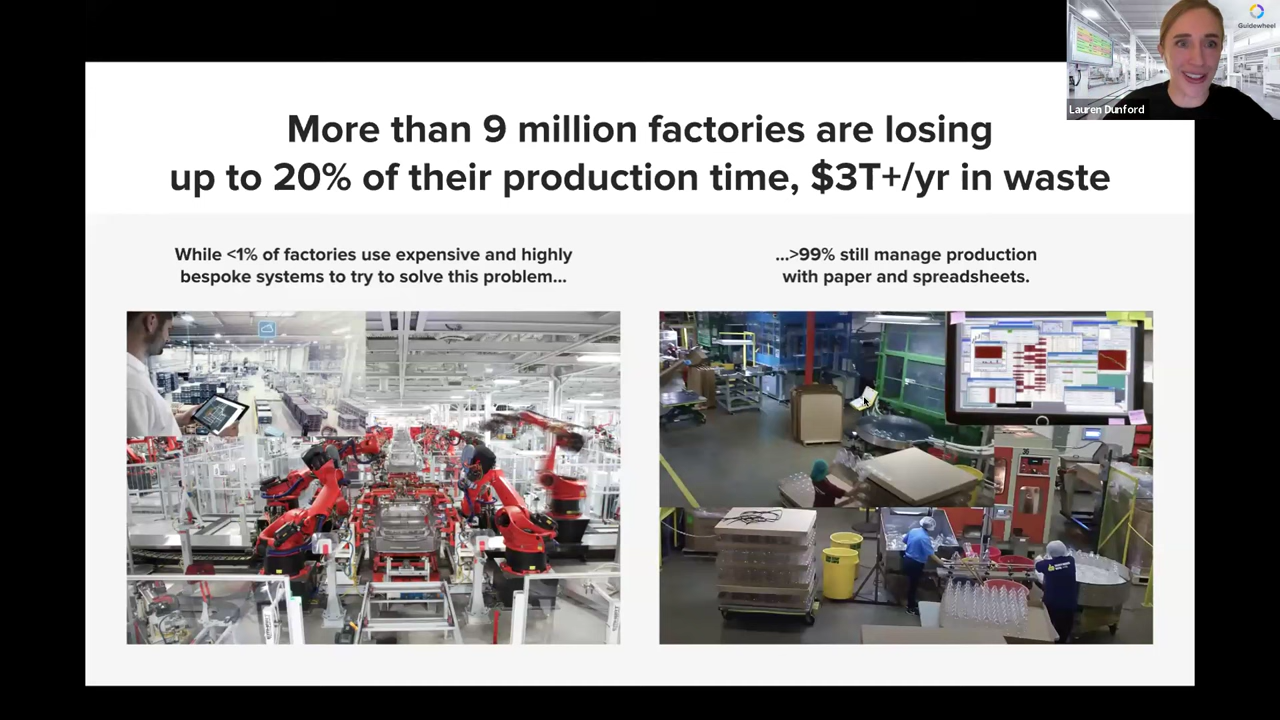 Guidewheel
Lauren Dunford
More than 9 million factories are losing
up to 20% of their production time, $3T+/yr in waste
While <1% of factories use expensive and highly
bespoke systems to try to solve this problem...
...>99% still manage production
with paper and spreadsheets.